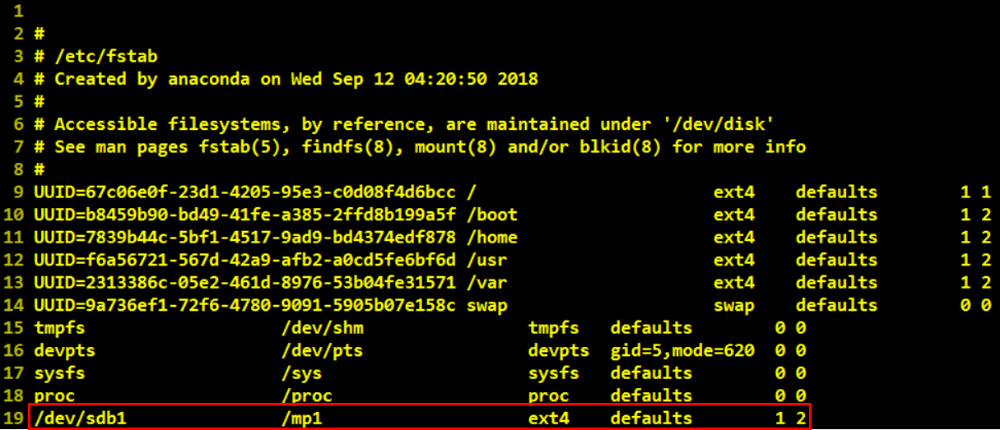 1
2 #
3 # /etc/fstab
4 # Created by anaconda on Wed Sep 12 04:20:50 2018
5 #
6 # Accessible filesystems, by reference, are maintained under '/dev/disk'
7 # See man pages fstab(5), findfs(8), mount(8) and/or blkid(8) for more info
8 #
9 UUID=67c06e0f-23d1-4205-95e3-c0d08f4d6bcc /                       ext4    defaults        1 1
10 UUID=b8459b90-bd49-41fe-a385-2ffd8b199a5f /boot                   ext4    defaults        1 2
11 UUID=7839b44c-5bf1-4517-9ad9-bd4374edf878 /home                   ext4    defaults        1 2
12 UUID=f6a56721-567d-42a9-afb2-a0cd5fe6bf6d /usr                    ext4    defaults        1 2
13 UUID=2313386c-05e2-461d-8976-53b04fe31571 /var                    ext4    defaults        1 2
14 UUID=9a736ef1-72f6-4780-9091-5905b07e158c swap                    swap    defaults        0 0
15 tmpfs                   /dev/shm                tmpfs   defaults        0 0
16 devpts                  /dev/pts                devpts  gid=5,mode=620  0 0
17 sysfs                   /sys                    sysfs   defaults        0 0
18 proc                    /proc                   proc    defaults        0 0
19 /dev/sdb1               /mp1                    ext4    defaults        1 2